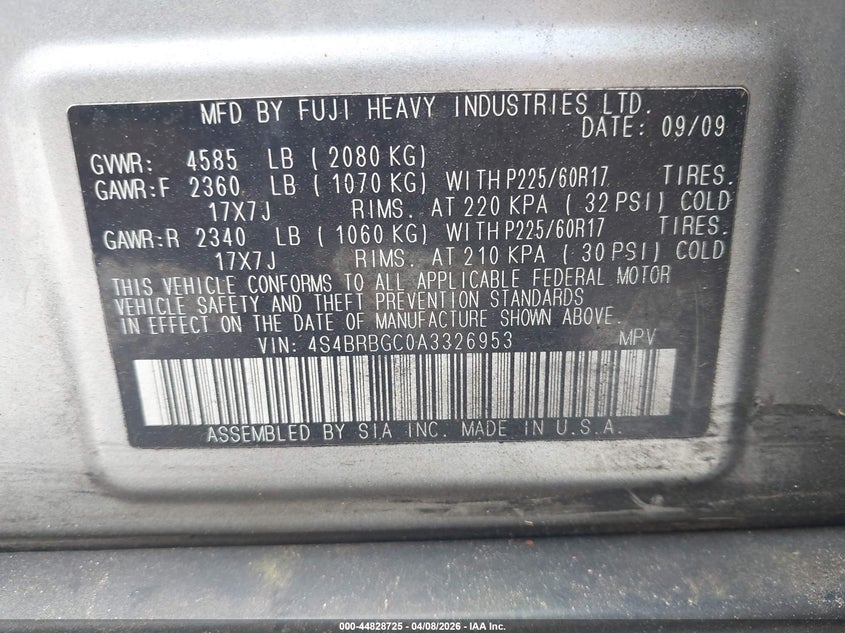 MFD BY FUJI HEAVY INDUSTRIES LTD.
DATE: 09/09
GVWR: 4585 LB ( 2080 KG)
GAWR:F 2360 LB ( 1070 KG) WITH P225/60R17 TIRES.
17X7J RIMS. AT 220 KPA ( 32 PSI) COLD
GAWR:R 2340 LB ( 1060 KG) WITH P225/60R17 TIRES.
17X7J RIMS. AT 210 KPA ( 30 PSI) COLD
THIS VEHICLE CONFORMS TO ALL APPLICABLE FEDERAL MOTOR
VEHICLE SAFETY AND THEFT PREVENTION STANDARDS
IN EFFECT ON THE DATE OF MANUFACTURE SHOWN ABOVE.
VIN: 4S4BRBGC0A3326953 MPV
ASSEMBLED BY SIA INC. MADE IN U.S.A.
000-44828725 | 04/08/2026 - IAA Inc.